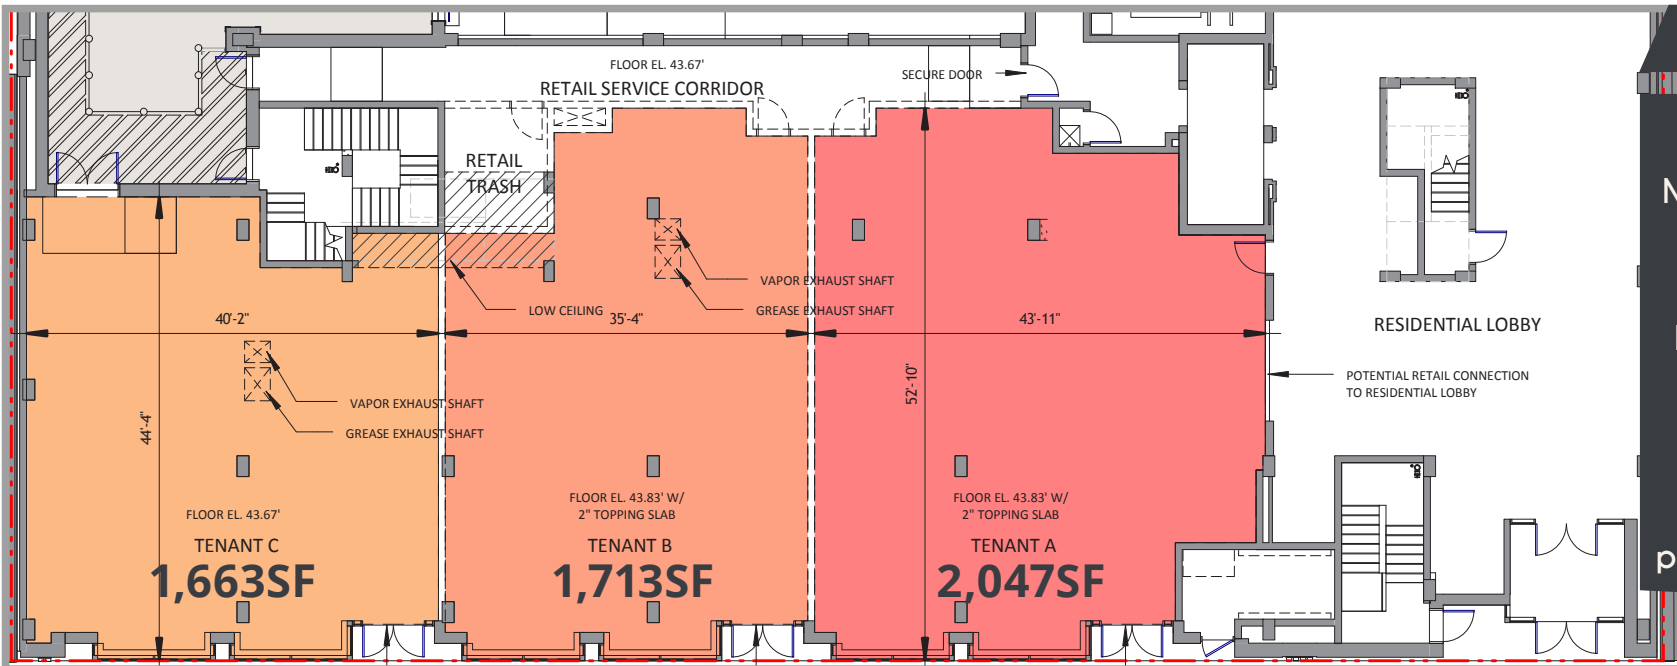 FLOOR EL. 43.67'
RETAIL SERVICE CORRIDOR
SECURE DOOR
RETAIL
TRASH
VAPOR EXHAUST SHAFT
GREASE EXHAUST SHAFT
LOW CEILING
40'-2"
35'-4"
43'-11"
RESIDENTIAL LOBBY
POTENTIAL RETAIL CONNECTION
TO RESIDENTIAL LOBBY
52'-10"
44'-4"
VAPOR EXHAUST SHAFT
GREASE EXHAUST SHAFT
FLOOR EL. 43.67'
TENANT C
1,663SF
FLOOR EL. 43.83' W/
2" TOPPING SLAB
TENANT B
1,713SF
FLOOR EL. 43.83' W/
2" TOPPING SLAB
TENANT A
2,047SF
N
p